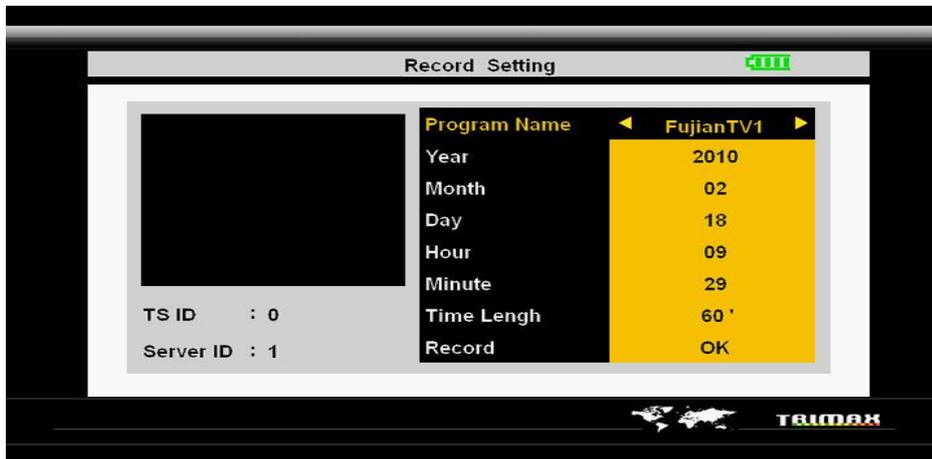 Record Setting
Program Name ◀ FujianTV1 ▶
Year 2010
Month 02
Day 18
Hour 09
Minute 29
Time Lengh 60 '
Record OK
TS ID : 0
Server ID : 1
TRIMAX